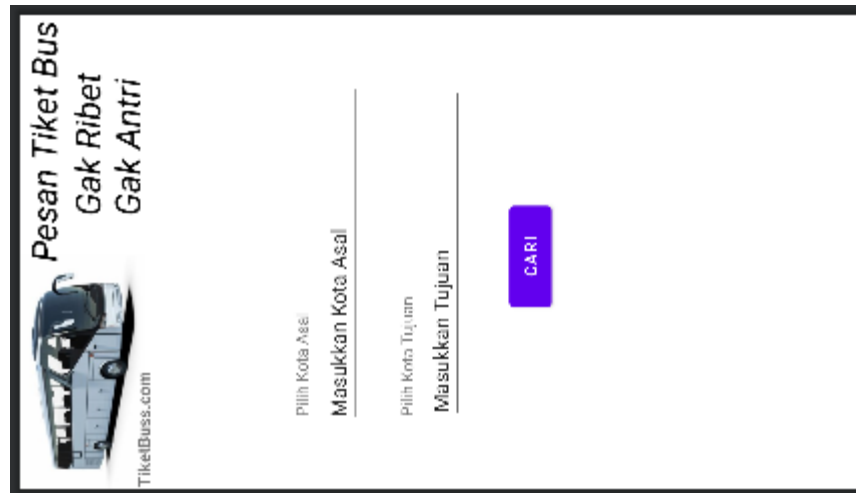 Pesan Tiket Bus
Gak Ribet
Gak Antri
TiketBuss.com
Pilih Kota Asal
Masukkan Kota Asal
Pilih Kota Tujuan
Masukkan Tujuan
CARI